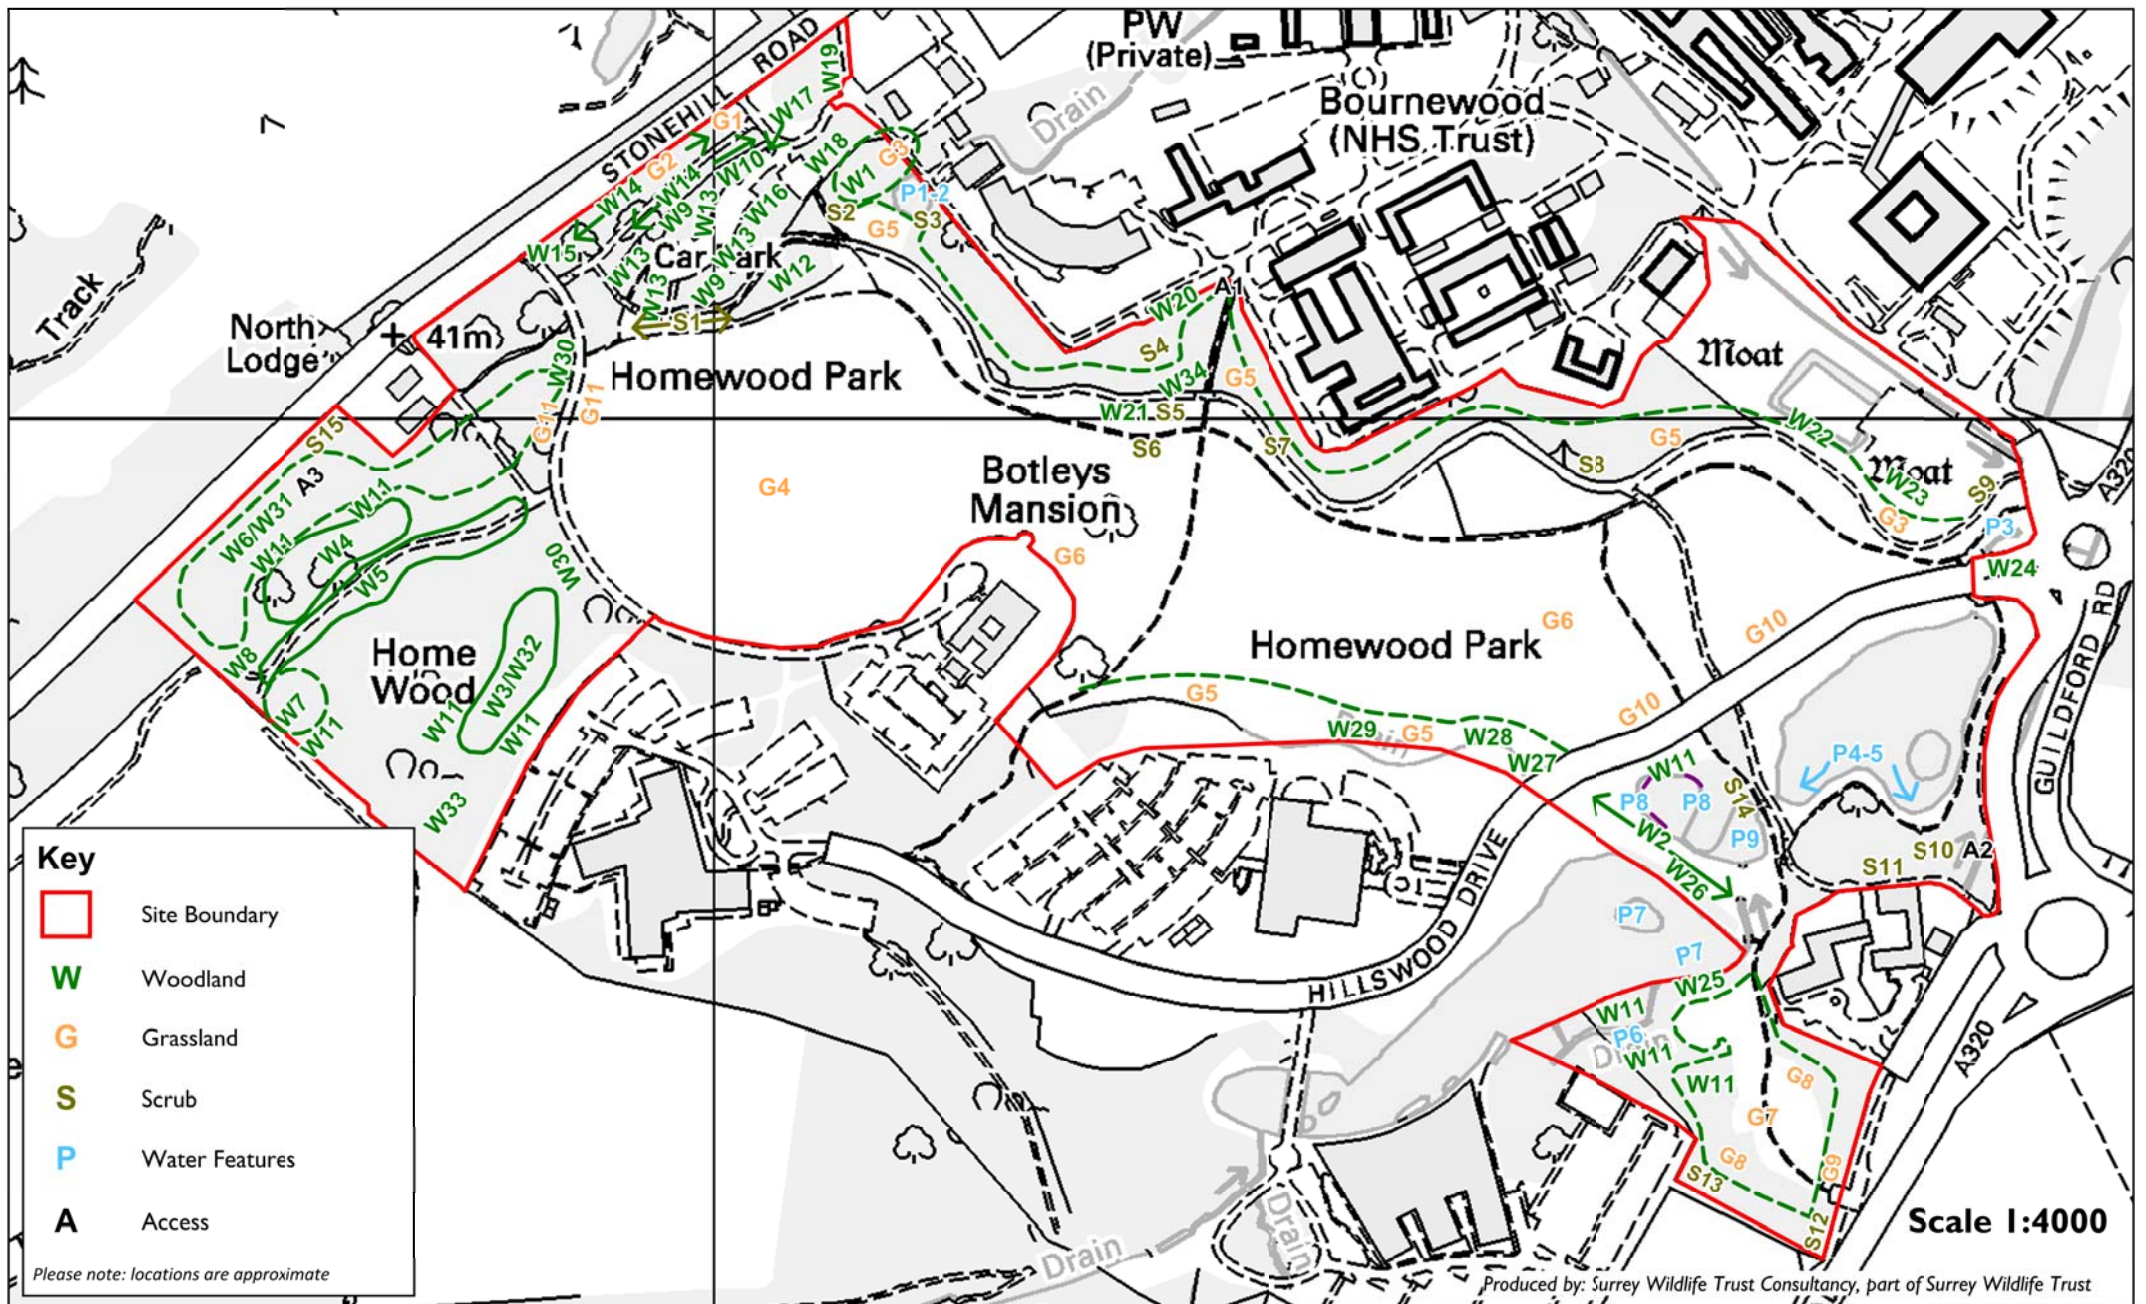 PW
(Private)
ROAD
STONEHILL
W19
W17
G1
Drain
Bournewood
(NHS Trust)
G2
W10
W18
G3
W14
W14
W1
P1-2
W9
W13
W16
S2
S3
G5
W15
W13
Car Park
W13
W12
W13
W9
Track
North
Lodge
41m
S1
W20
A1
S4
Moat
W30
Homewood Park
W34
G5
G11
G11
W21
S5
S15
S6
S7
G5
W22
S8
A3
Botleys
Mansion
G4
Moat
W23
S9
A320
W11
W6/W31
G3
P3
W11
W4
W5
W30
G6
W24
G6
G10
GUILDFORD RD
Home
Wood
W8
W3/W32
Homewood Park
W7
W11
W11
W11
G5
G10
W29
Drain
G5
W28
W27
W11
P4-5
P8
P8
S14
W33
W2
P9
S10
A2
S11
W26
HILLSWOOD DRIVE
P7
P7
W25
W11
P6
Drain
W11
W11
G8
G7
A320
G8
G9
S13
S12
Drain
Drain
Key
Site Boundary
W Woodland
G Grassland
S Scrub
P Water Features
A Access
Please note: locations are approximate
Scale 1:4000
Produced by: Surrey Wildlife Trust Consultancy, part of Surrey Wildlife Trust